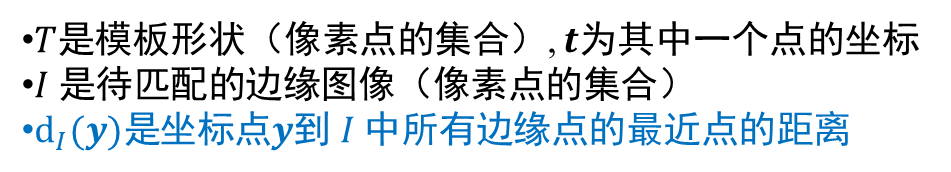 •T是模板形状（像素点的集合）, t为其中一个点的坐标
•I 是待匹配的边缘图像（像素点的集合）
•d_I(y)是坐标点y到 I 中所有边缘点的最近点的距离